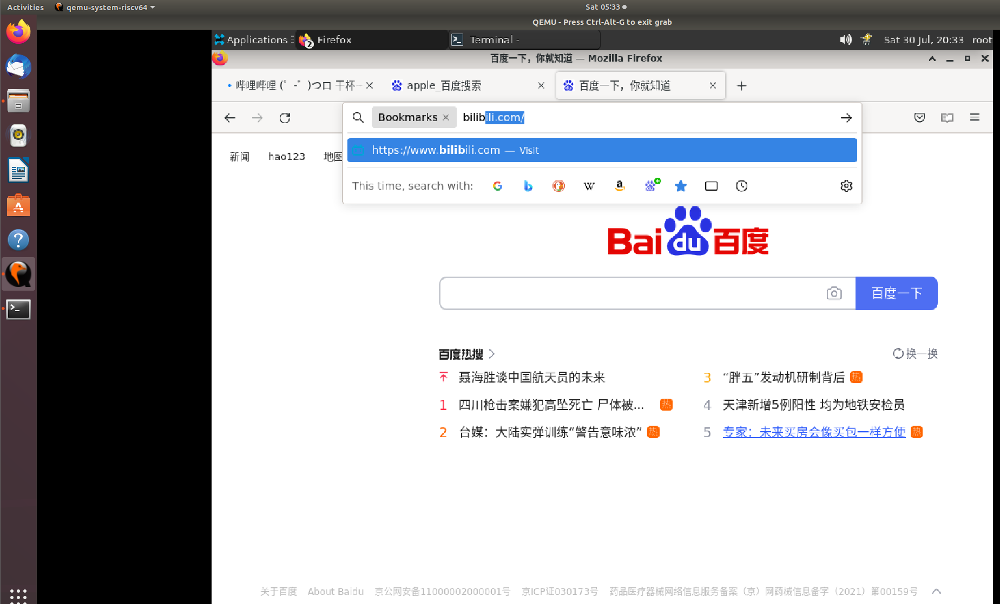 Activities qemu-system-riscv64 Sat 05:33
QEMU - Press Ctrl-Alt-G to exit grab
Applications Firefox Terminal - Sat 30 Jul, 20:33 root
2
百度一下，你就知道 — Mozilla Firefox
哔哩哔哩 (゜-゜)つロ 干杯~ apple_百度搜索 百度一下，你就知道
Bookmarks bilibili.com/
https://www.bilibili.com — Visit
新闻 hao123 地图
This time, search with:
Bai du 百度
百度一下
百度热搜 换一换
聂海胜谈中国航天员的未来
3 “胖五”发动机研制背后 热
1 四川枪击案嫌犯高坠死亡 尸体被... 热
4 天津新增5例阳性 均为地铁安检员
2 台媒：大陆实弹训练“警告意味浓” 热
5 专家：未来买房会像买包一样方便 热
关于百度 About Baidu 京公网安备11000002000001号 京ICP证030173号 药品医疗器械网络信息服务备案（京）网药械信息备字（2021）第00159号